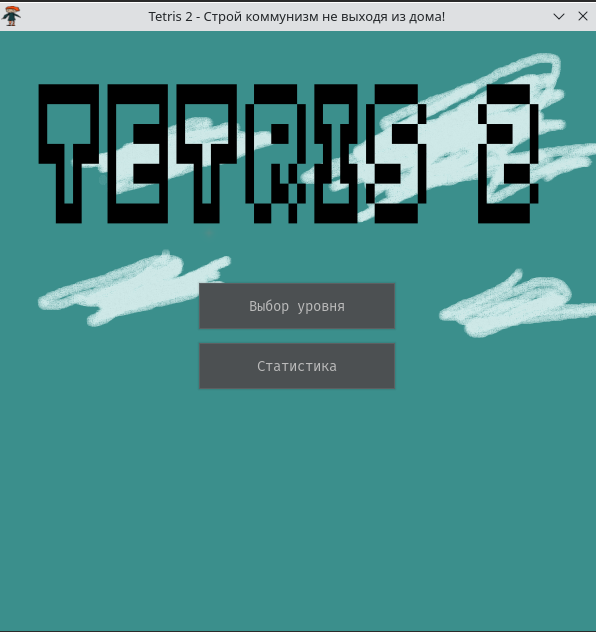 Tetris 2 - Строй коммунизм не выходя из дома!
TETRIS 2
Выбор уровня
Статистика